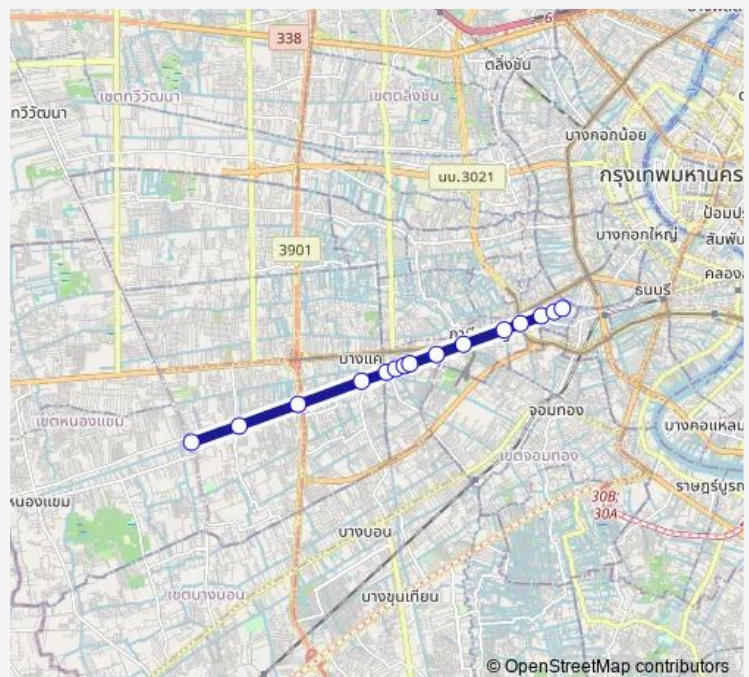 338
6
ตลิ่งชัน
เขตทวีวัฒนา
เขตตลิ่งชัน
ทวีวัฒนา
บางกอกน้อย
นบ.3021
กรุงเทพมหานคร
ป้อมปร
บางกอกใหญ่
สัมพัน
3901
คลอง
ธนบุรี
บางแค
จอมทอง
เขตหนองแขม
บางคอแหลม
เขตจอมทอง
ราษฎร์บูรณ
หนองแขม
30B;
30A
บางบอน
เขตบางบอน
บางขุนเทียน
© OpenStreetMap contributors